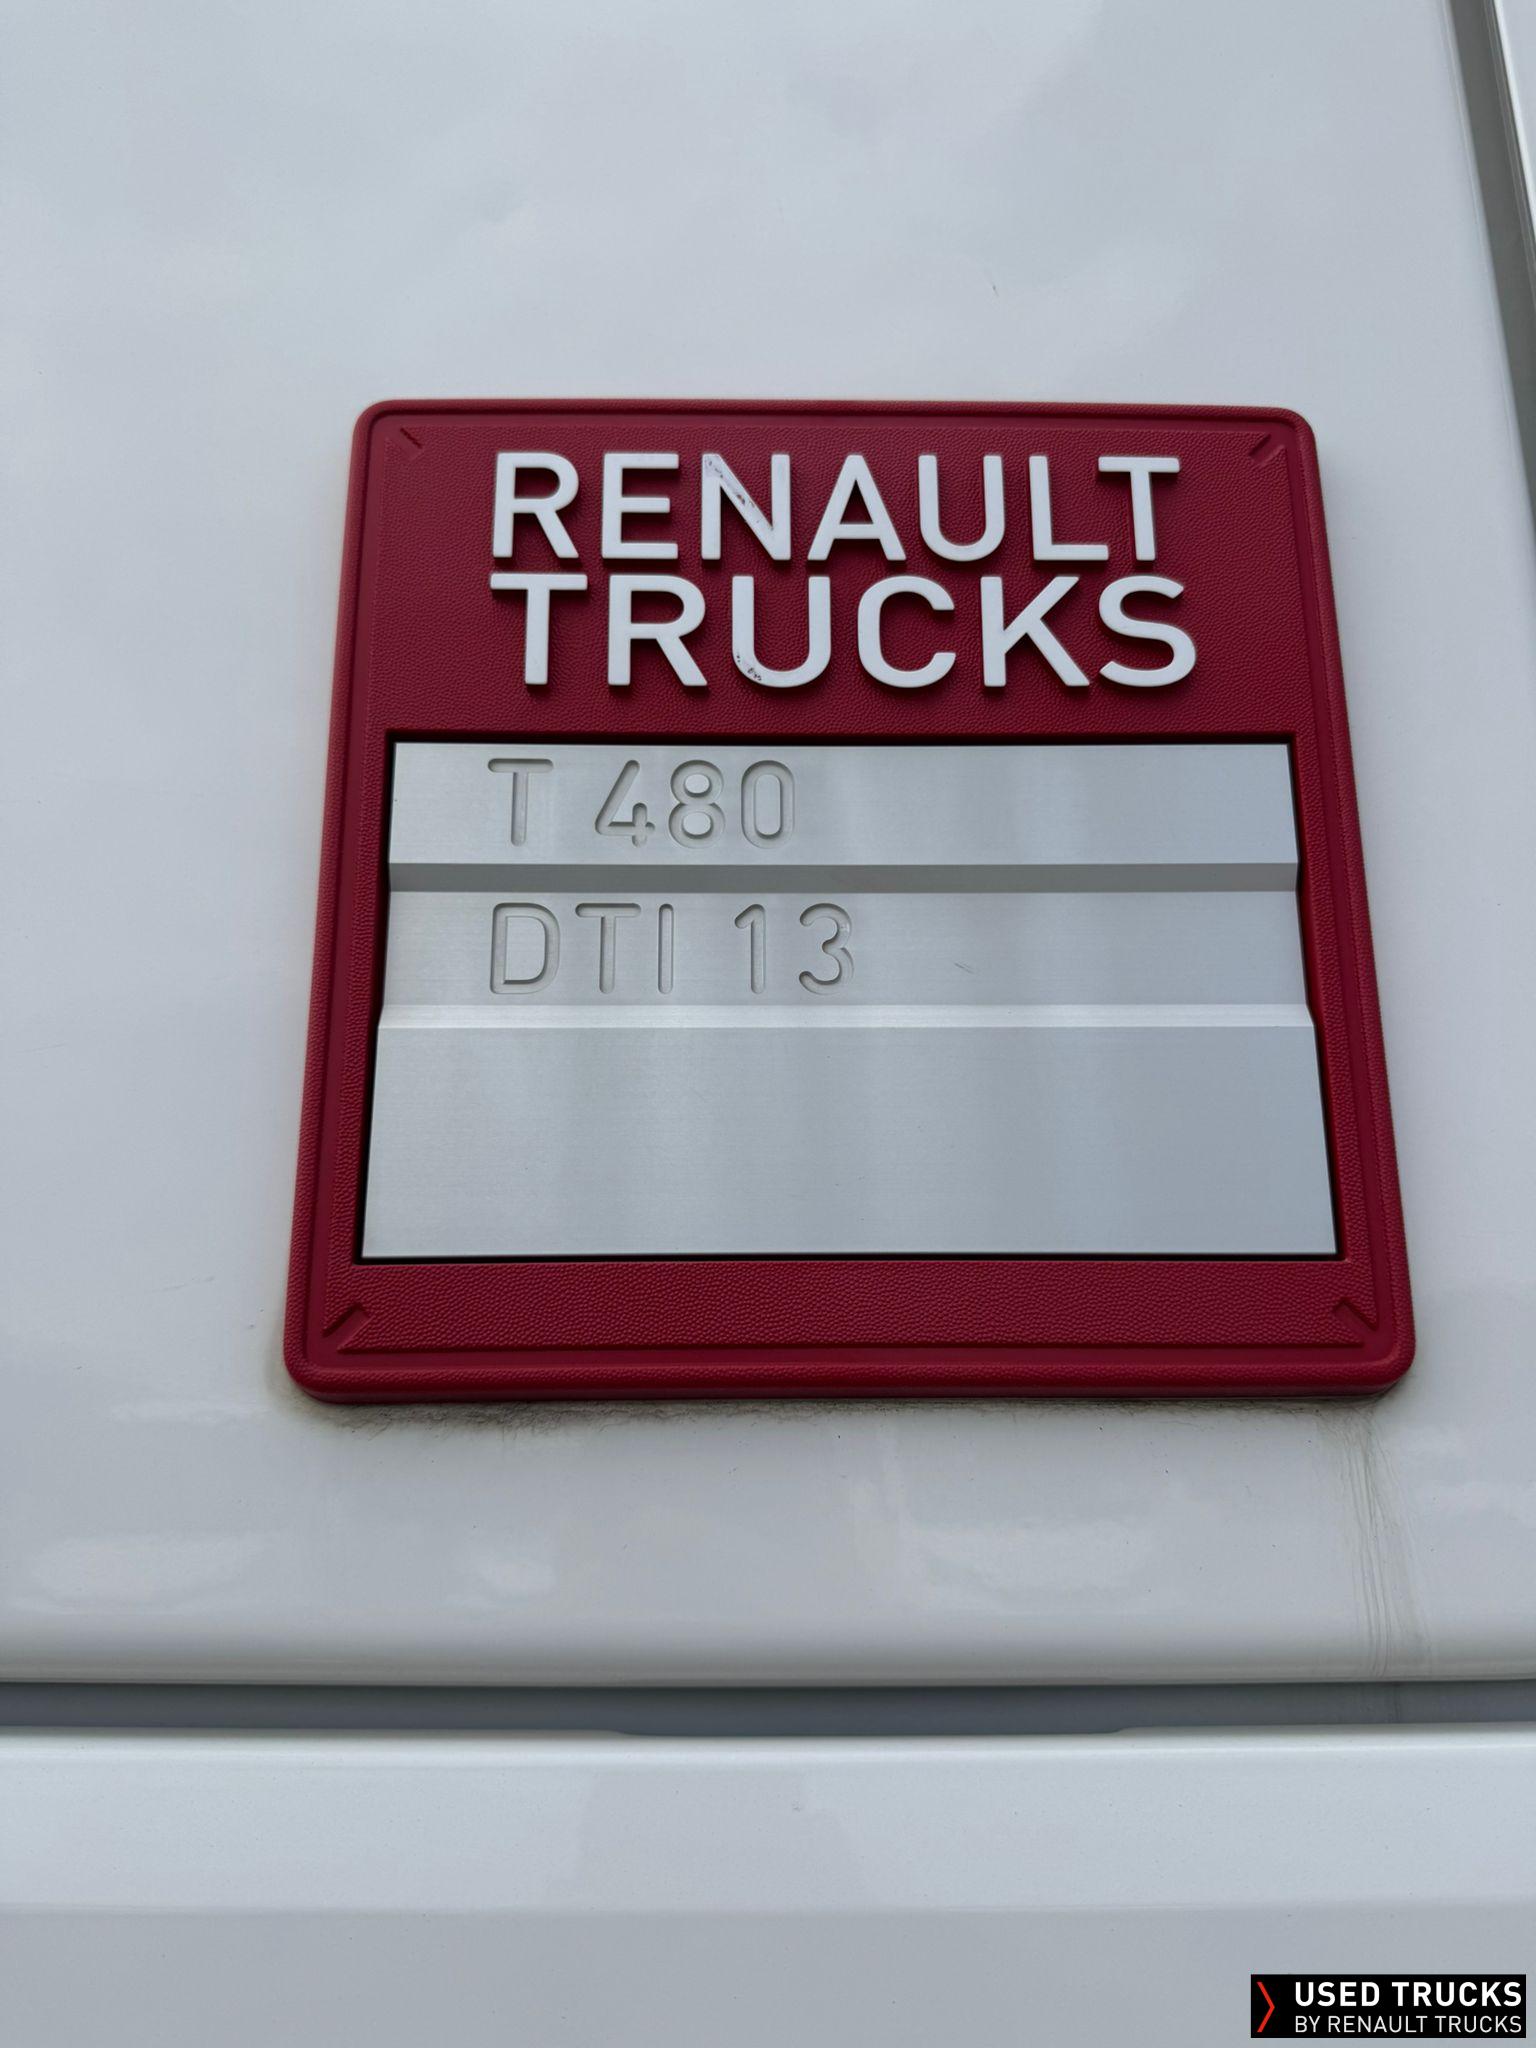 RENAULT
TRUCKS
T 480
DTI 13
USED TRUCKS
BY RENAULT TRUCKS